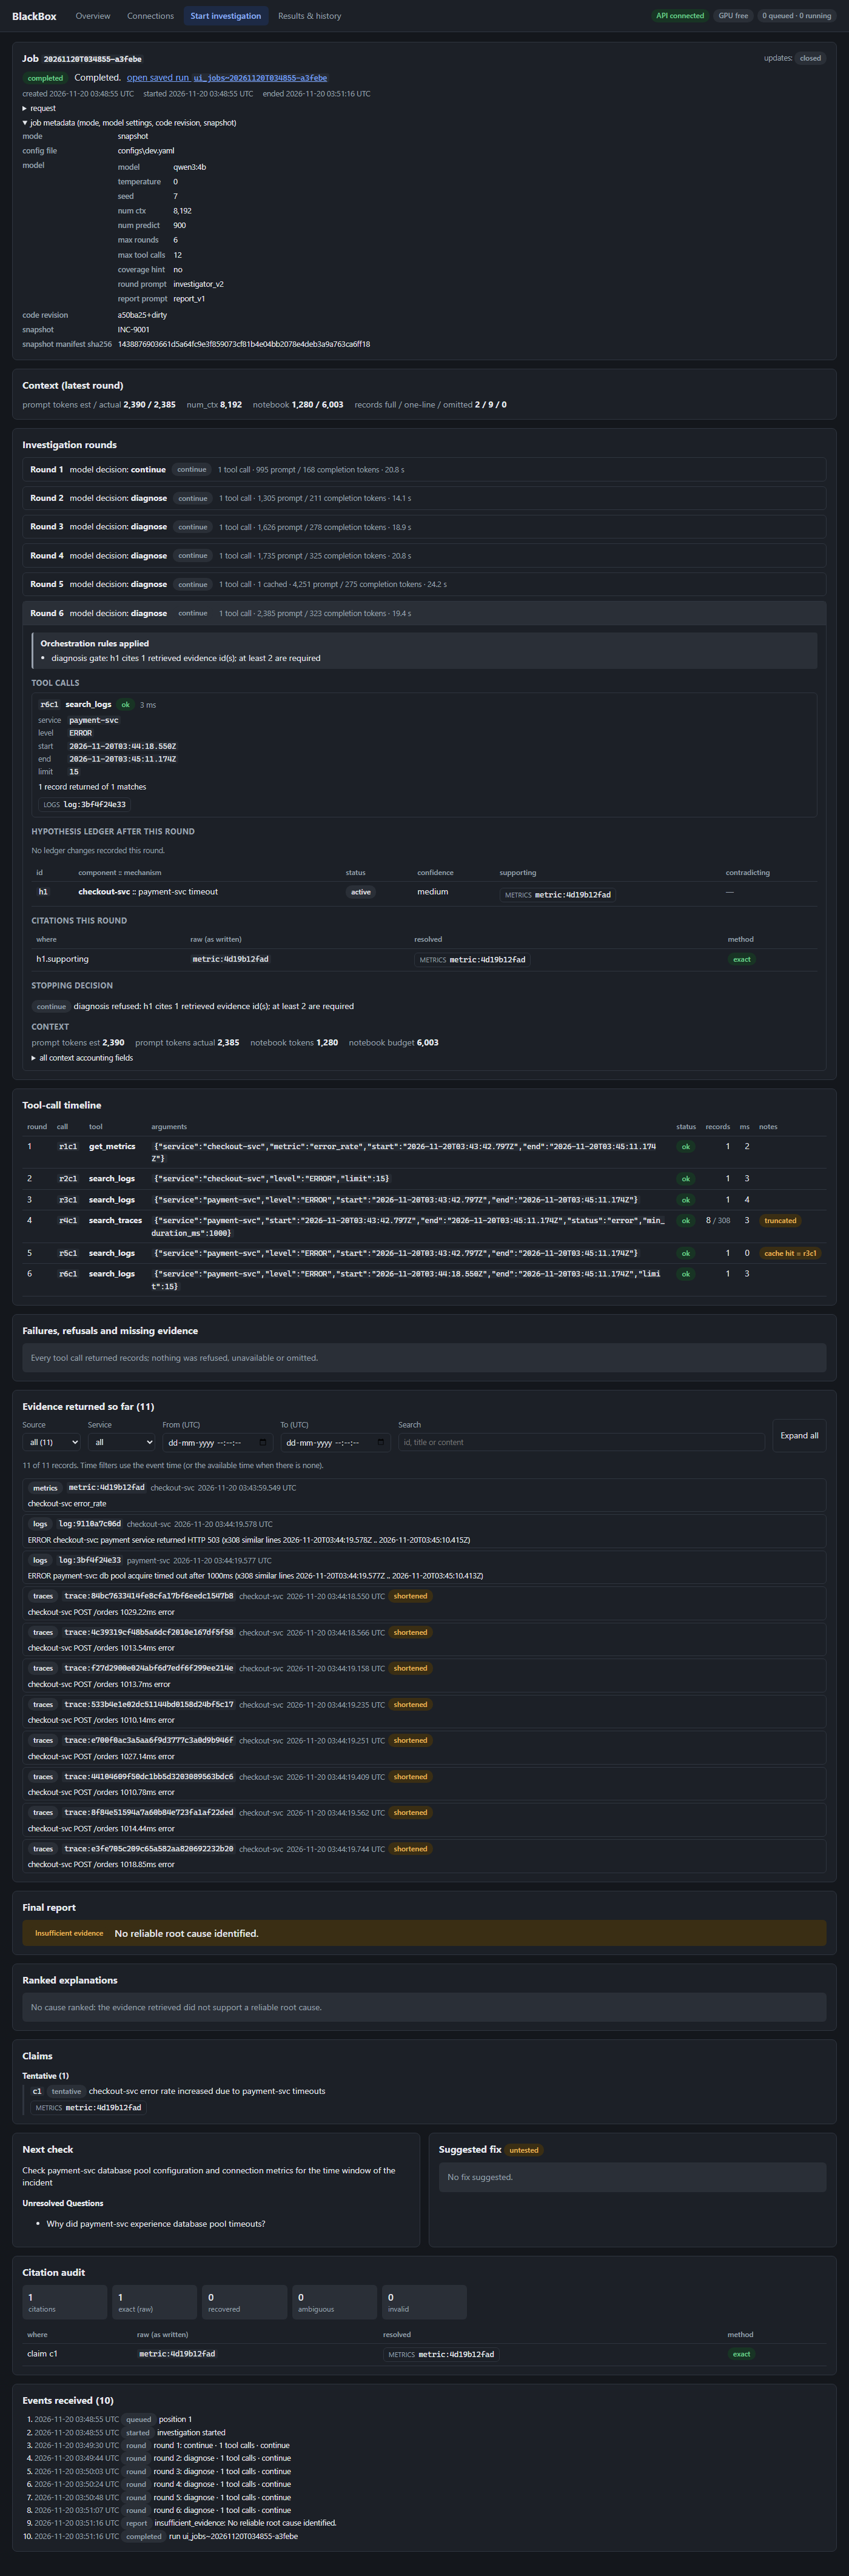 BlackBox Overview Connections Start investigation Results & history API connected GPU free 0 queued · 0 running
Job 20261120T034855-a3febe updates: closed
completed Completed. open saved run ui_jobs~20261120T034855-a3febe
created 2026-11-20 03:48:55 UTC started 2026-11-20 03:48:55 UTC ended 2026-11-20 03:51:16 UTC
▶ request
▼ job metadata (mode, model settings, code revision, snapshot)
mode snapshot
config file configs\dev.yaml
model model qwen3:4b
temperature 0
seed 7
num ctx 8,192
num predict 900
max rounds 6
max tool calls 12
coverage hint no
round prompt investigator_v2
report prompt report_v1
code revision a50ba25+dirty
snapshot INC-9001
snapshot manifest sha256 1438876903661d5a64fc9e3f859073cf81b4e04bb2078e4deb3a9a763ca6ff18
Context (latest round)
prompt tokens est / actual 2,390 / 2,385 num_ctx 8,192 notebook 1,280 / 6,003 records full / one-line / omitted 2 / 9 / 0
Investigation rounds
Round 1 model decision: continue continue 1 tool call · 995 prompt / 168 completion tokens · 20.8 s
Round 2 model decision: diagnose continue 1 tool call · 1,305 prompt / 211 completion tokens · 14.1 s
Round 3 model decision: diagnose continue 1 tool call · 1,626 prompt / 278 completion tokens · 18.9 s
Round 4 model decision: diagnose continue 1 tool call · 1,735 prompt / 325 completion tokens · 20.8 s
Round 5 model decision: diagnose continue 1 tool call · 1 cached · 4,251 prompt / 275 completion tokens · 24.2 s
Round 6 model decision: diagnose continue 1 tool call · 2,385 prompt / 323 completion tokens · 19.4 s
Orchestration rules applied
• diagnosis gate: h1 cites 1 retrieved evidence id(s); at least 2 are required
TOOL CALLS
r6c1 search_logs ok 3 ms
service payment-svc
level ERROR
start 2026-11-20T03:44:18.550Z
end 2026-11-20T03:45:11.174Z
limit 15
1 record returned of 1 matches
LOGS log:3bf4f24e33
HYPOTHESIS LEDGER AFTER THIS ROUND
No ledger changes recorded this round.
id component :: mechanism status confidence supporting contradicting
h1 checkout-svc :: payment-svc timeout active medium METRICS metric:4d19b12fad —
CITATIONS THIS ROUND
where raw (as written) resolved method
h1.supporting metric:4d19b12fad METRICS metric:4d19b12fad exact
STOPPING DECISION
continue diagnosis refused: h1 cites 1 retrieved evidence id(s); at least 2 are required
CONTEXT
prompt tokens est 2,390 prompt tokens actual 2,385 notebook tokens 1,280 notebook budget 6,003
▶ all context accounting fields
Tool-call timeline
round call tool arguments status records ms notes
1 r1c1 get_metrics {"service":"checkout-svc","metric":"error_rate","start":"2026-11-20T03:43:42.797Z","end":"2026-11-20T03:45:11.174 ok 1 2
Z"}
2 r2c1 search_logs {"service":"checkout-svc","level":"ERROR","limit":15} ok 1 3
3 r3c1 search_logs {"service":"payment-svc","level":"ERROR","start":"2026-11-20T03:43:42.797Z","end":"2026-11-20T03:45:11.174Z"} ok 1 4
4 r4c1 search_traces {"service":"payment-svc","start":"2026-11-20T03:43:42.797Z","end":"2026-11-20T03:45:11.174Z","status":"error","min_ ok 8 / 308 3 truncated
duration_ms":1000}
5 r5c1 search_logs {"service":"payment-svc","level":"ERROR","start":"2026-11-20T03:43:42.797Z","end":"2026-11-20T03:45:11.174Z"} ok 1 0 cache hit = r3c1
6 r6c1 search_logs {"service":"payment-svc","level":"ERROR","start":"2026-11-20T03:44:18.550Z","end":"2026-11-20T03:45:11.174Z","limi ok 1 3
t":15}
Failures, refusals and missing evidence
Every tool call returned records: nothing was refused, unavailable or omitted.
Evidence returned so far (11)
Source Service From (UTC) To (UTC) Search
all (11) all dd-mm-yyyy --:--:-- dd-mm-yyyy --:--:-- id, title or content Expand all
11 of 11 records. Time filters use the event time (or the available time when there is none).
metrics metric:4d19b12fad checkout-svc 2026-11-20 03:43:59.549 UTC
checkout-svc error_rate
logs log:9110a7c06d checkout-svc 2026-11-20 03:44:19.578 UTC
ERROR checkout-svc: payment service returned HTTP 503 (x308 similar lines 2026-11-20T03:44:19.578Z .. 2026-11-20T03:45:10.415Z)
logs log:3bf4f24e33 payment-svc 2026-11-20 03:44:19.577 UTC
ERROR payment-svc: db pool acquire timed out after 1000ms (x308 similar lines 2026-11-20T03:44:19.577Z .. 2026-11-20T03:45:10.413Z)
traces trace:84bc7633414fe8cfa17bf6eedc1547b8 checkout-svc 2026-11-20 03:44:18.550 UTC shortened
checkout-svc POST /orders 1029.22ms error
traces trace:4c39319cf48b5a6dcf2010e167df5f58 checkout-svc 2026-11-20 03:44:18.566 UTC shortened
checkout-svc POST /orders 1013.54ms error
traces trace:f27d2900e024abf6d7edf6f299ee214e checkout-svc 2026-11-20 03:44:19.158 UTC shortened
checkout-svc POST /orders 1013.7ms error
traces trace:533b4e1e02dc51144bd0158d24bf5c17 checkout-svc 2026-11-20 03:44:19.235 UTC shortened
checkout-svc POST /orders 1010.14ms error
traces trace:e700f0ac3a5aa6f9d3777c3a0d9b946f checkout-svc 2026-11-20 03:44:19.251 UTC shortened
checkout-svc POST /orders 1027.14ms error
traces trace:44104609f50dc1bb5d3203089563bdc6 checkout-svc 2026-11-20 03:44:19.409 UTC shortened
checkout-svc POST /orders 1010.78ms error
traces trace:8f84e51594a7a60b84e723fa1af22ded checkout-svc 2026-11-20 03:44:19.562 UTC shortened
checkout-svc POST /orders 1014.44ms error
traces trace:e3fe705c209c65a582aa820692232b20 checkout-svc 2026-11-20 03:44:19.744 UTC shortened
checkout-svc POST /orders 1018.85ms error
Final report
Insufficient evidence No reliable root cause identified.
Ranked explanations
No cause ranked: the evidence retrieved did not support a reliable root cause.
Claims
Tentative (1)
c1 tentative checkout-svc error rate increased due to payment-svc timeouts
METRICS metric:4d19b12fad
Next check
Check payment-svc database pool configuration and connection metrics for the time window of the
incident
Unresolved Questions
• Why did payment-svc experience database pool timeouts?
Suggested fix untested
No fix suggested.
Citation audit
1 1 0 0 0
citations exact (raw) recovered ambiguous invalid
where raw (as written) resolved method
claim c1 metric:4d19b12fad METRICS metric:4d19b12fad exact
Events received (10)
1. 2026-11-20 03:48:55 UTC queued position 1
2. 2026-11-20 03:48:55 UTC started investigation started
3. 2026-11-20 03:49:30 UTC round round 1: continue · 1 tool calls · continue
4. 2026-11-20 03:49:44 UTC round round 2: diagnose · 1 tool calls · continue
5. 2026-11-20 03:50:03 UTC round round 3: diagnose · 1 tool calls · continue
6. 2026-11-20 03:50:24 UTC round round 4: diagnose · 1 tool calls · continue
7. 2026-11-20 03:50:48 UTC round round 5: diagnose · 1 tool calls · continue
8. 2026-11-20 03:51:07 UTC round round 6: diagnose · 1 tool calls · continue
9. 2026-11-20 03:51:16 UTC report insufficient_evidence: No reliable root cause identified.
10. 2026-11-20 03:51:16 UTC completed run ui_jobs~20261120T034855-a3febe